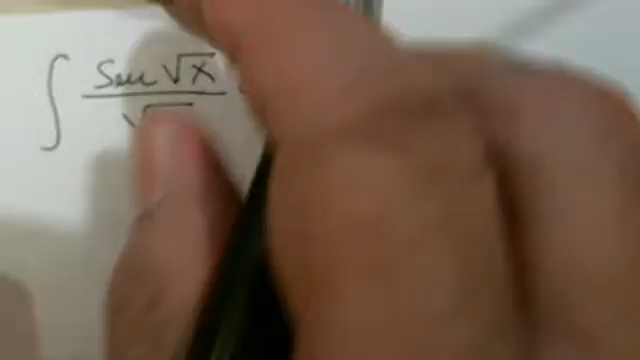 ∫ Sec √x / √